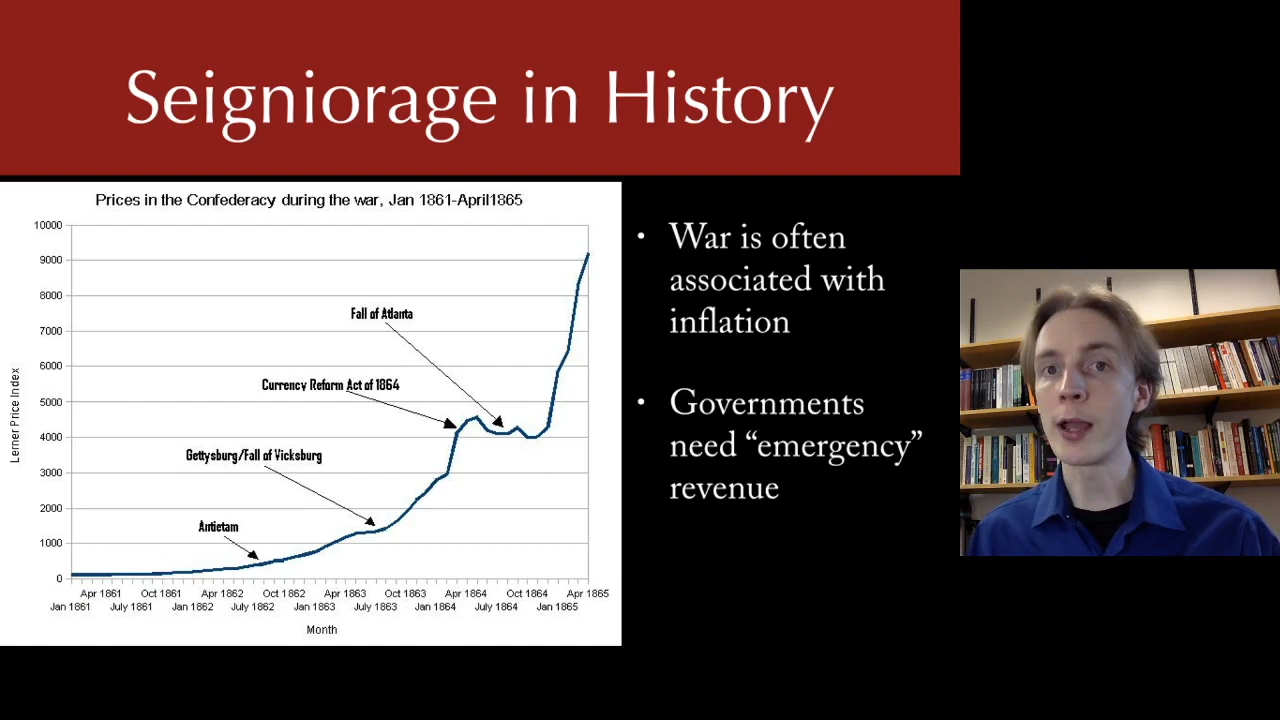 Seigniorage in History
Prices in the Confederacy during the war, Jan 1861-April1865
10000
9000
8000
7000
6000
5000
4000
3000
2000
1000
0
Lerner Price Index
Fall of Atlanta
Currency Reform Act of 1864
Gettysburg/Fall of Vicksburg
Antietam
Apr 1861 Oct 1861 Apr 1862 Oct 1862 Apr 1863 Oct 1863 Apr 1864 Oct 1864 Apr 1865
Jan 1861 July 1861 Jan 1862 July 1862 Jan 1863 July 1863 Jan 1864 July 1864 Jan 1865
Month
• War is often
associated with
inflation
• Governments
need “emergency”
revenue